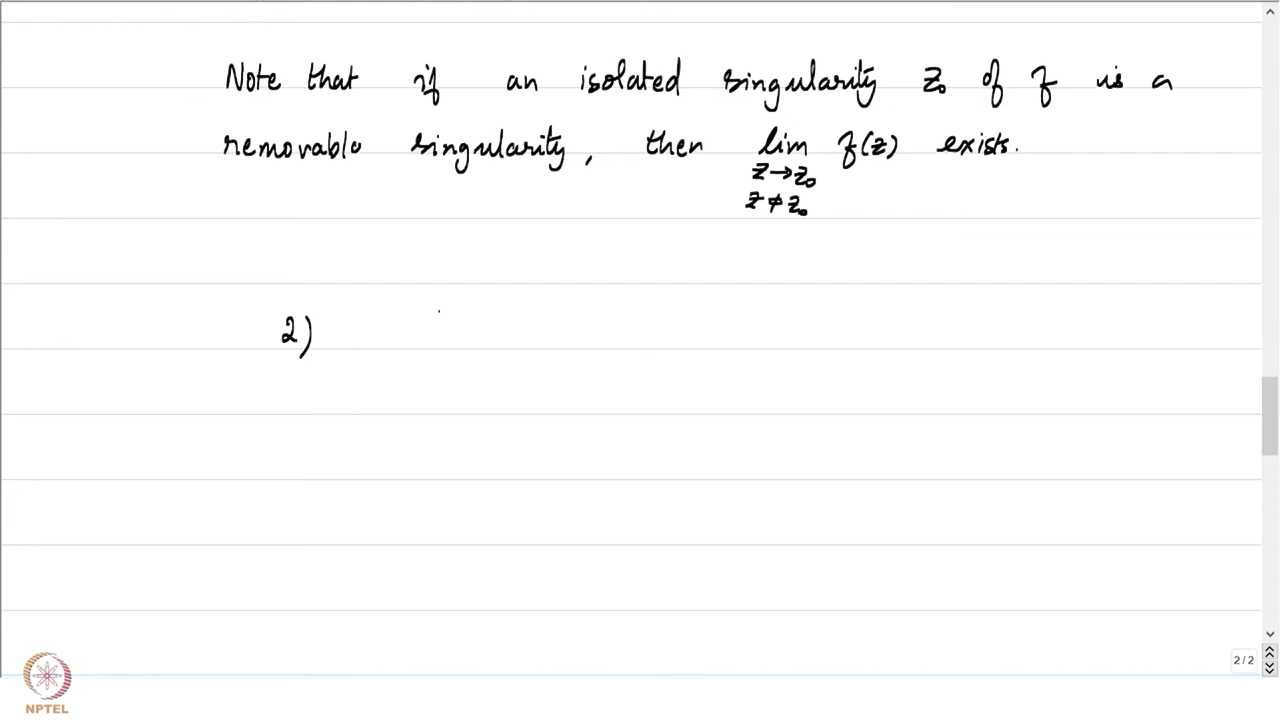 Note that if an isolated singularity z₀ of f is a
removable singularity, then lim f(z) exists.
z→z₀
z≠z₀
2)
2/2
NPTEL